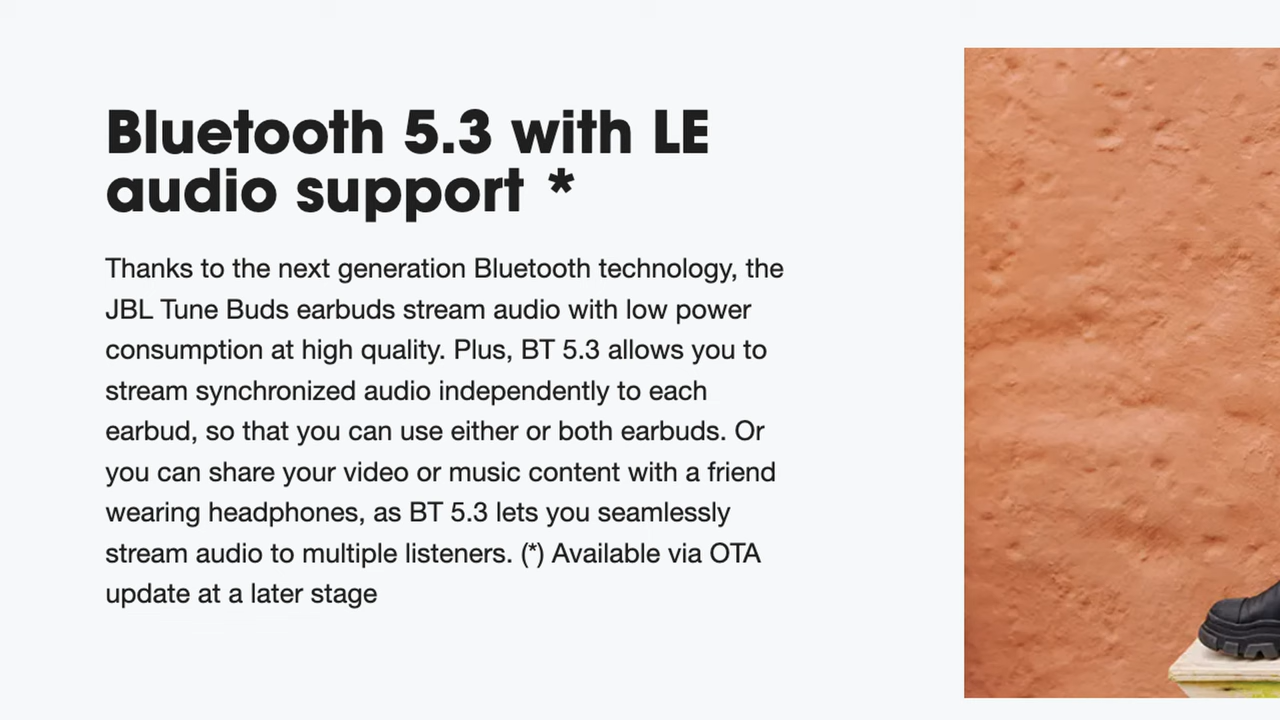 Bluetooth 5.3 with LE
audio support *
Thanks to the next generation Bluetooth technology, the
JBL Tune Buds earbuds stream audio with low power
consumption at high quality. Plus, BT 5.3 allows you to
stream synchronized audio independently to each
earbud, so that you can use either or both earbuds. Or
you can share your video or music content with a friend
wearing headphones, as BT 5.3 lets you seamlessly
stream audio to multiple listeners. (*) Available via OTA
update at a later stage